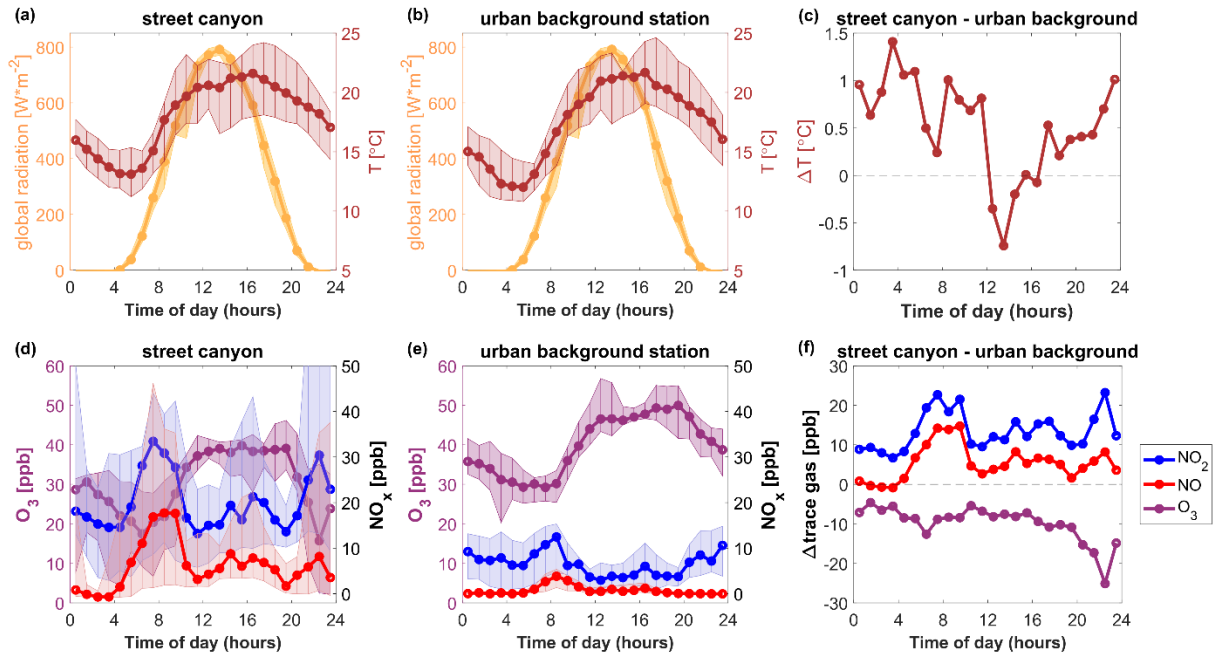 (a) street canyon
global radiation [W*m-2]
800
600
400
200
0
25
20
15
10
5
T [°C]
0 4 8 12 16 20 24
Time of day (hours)
(b) urban background station
global radiation [W*m-2]
800
600
400
200
0
25
20
15
10
5
T [°C]
0 4 8 12 16 20 24
Time of day (hours)
(c) street canyon - urban background
ΔT [°C]
1.5
1
0.5
0
-0.5
-1
0 4 8 12 16 20 24
Time of day (hours)
(d) street canyon
O3 [ppb]
60
50
40
30
20
10
0
50
40
30
20
10
0
NOx [ppb]
0 4 8 12 16 20 24
Time of day (hours)
(e) urban background station
O3 [ppb]
60
50
40
30
20
10
0
50
40
30
20
10
0
NOx [ppb]
0 4 8 12 16 20 24
Time of day (hours)
(f) street canyon - urban background
Δtrace gas [ppb]
30
20
10
0
-10
-20
-30
0 4 8 12 16 20 24
Time of day (hours)
NO2
NO
O3